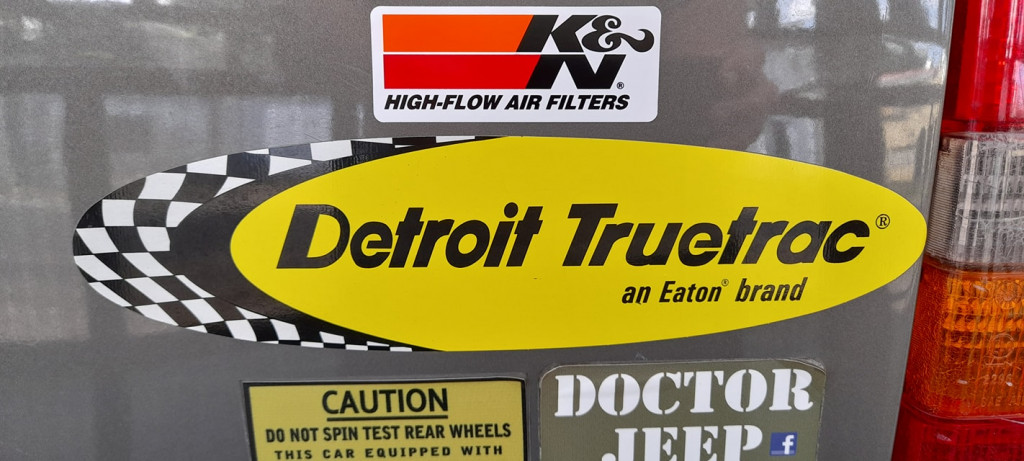 K&N®
HIGH-FLOW AIR FILTERS
Detroit Truetrac®
an Eaton® brand
CAUTION
DO NOT SPIN TEST REAR WHEELS
THIS CAR EQUIPPED WITH
DOCTOR
JEEP f